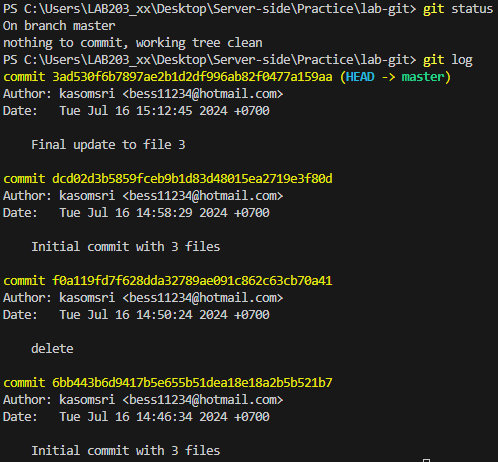 PS C:\Users\LAB203_xx\Desktop\Server-side\Practice\lab-git> git status
On branch master
nothing to commit, working tree clean
PS C:\Users\LAB203_xx\Desktop\Server-side\Practice\lab-git> git log
commit 3ad530f6b7897ae2b1d2df996ab82f0477a159aa (HEAD -> master)
Author: kasomsri <bess11234@hotmail.com>
Date:   Tue Jul 16 15:12:45 2024 +0700
    Final update to file 3
commit dcd02d3b5859fceb9b1d83d48015ea2719e3f80d
Author: kasomsri <bess11234@hotmail.com>
Date:   Tue Jul 16 14:58:29 2024 +0700
    Initial commit with 3 files
commit f0a119fd7f628dda32789ae091c862c63cb70a41
Author: kasomsri <bess11234@hotmail.com>
Date:   Tue Jul 16 14:50:24 2024 +0700
    delete
commit 6bb443b6d9417b5e655b51dea18e18a2b5b521b7
Author: kasomsri <bess11234@hotmail.com>
Date:   Tue Jul 16 14:46:34 2024 +0700
    Initial commit with 3 files